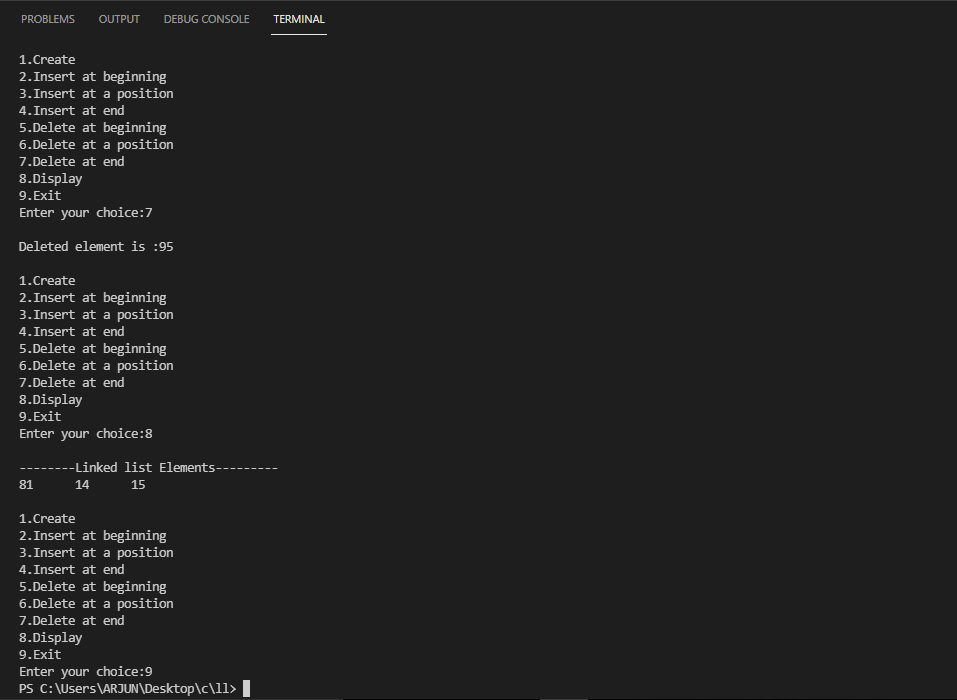 PROBLEMS OUTPUT DEBUG CONSOLE TERMINAL
1.Create
2.Insert at beginning
3.Insert at a position
4.Insert at end
5.Delete at beginning
6.Delete at a position
7.Delete at end
8.Display
9.Exit
Enter your choice:7
Deleted element is :95
1.Create
2.Insert at beginning
3.Insert at a position
4.Insert at end
5.Delete at beginning
6.Delete at a position
7.Delete at end
8.Display
9.Exit
Enter your choice:8
--------Linked list Elements---------
81 14 15
1.Create
2.Insert at beginning
3.Insert at a position
4.Insert at end
5.Delete at beginning
6.Delete at a position
7.Delete at end
8.Display
9.Exit
Enter your choice:9
PS C:\Users\ARJUN\Desktop\c\ll>